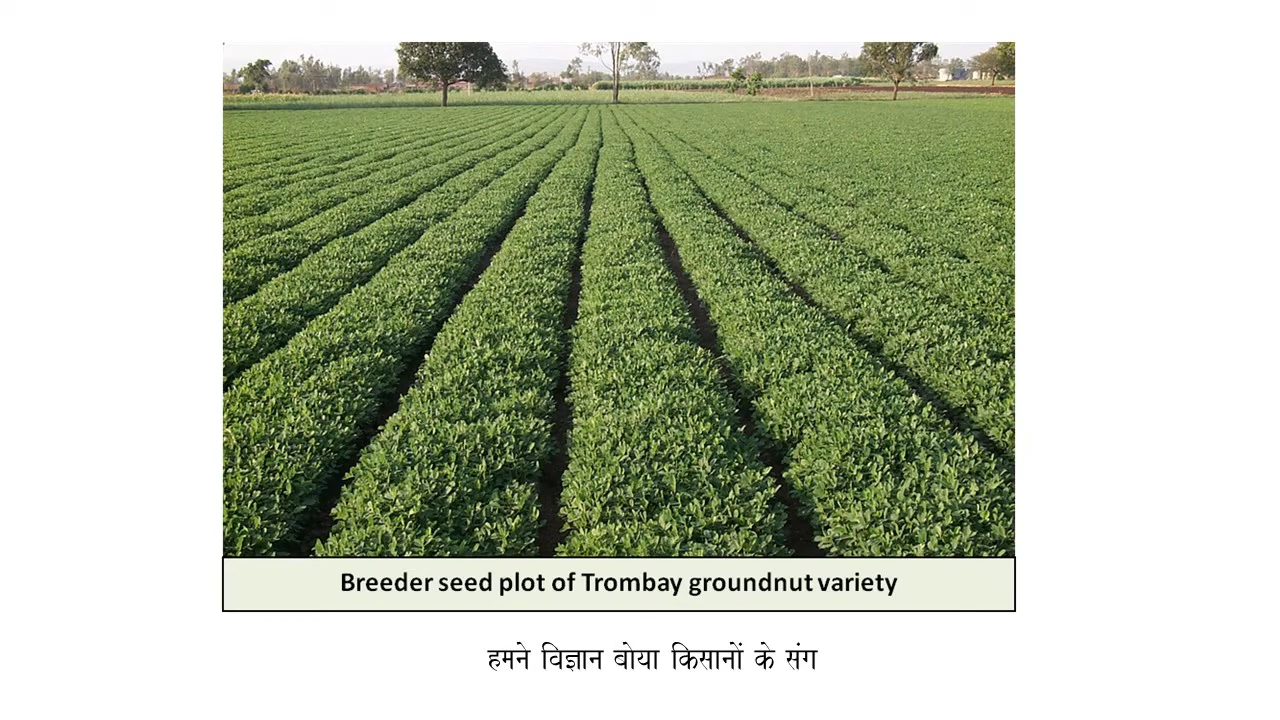 Breeder seed plot of Trombay groundnut variety
हमने विज्ञान बोया किसानों के संग